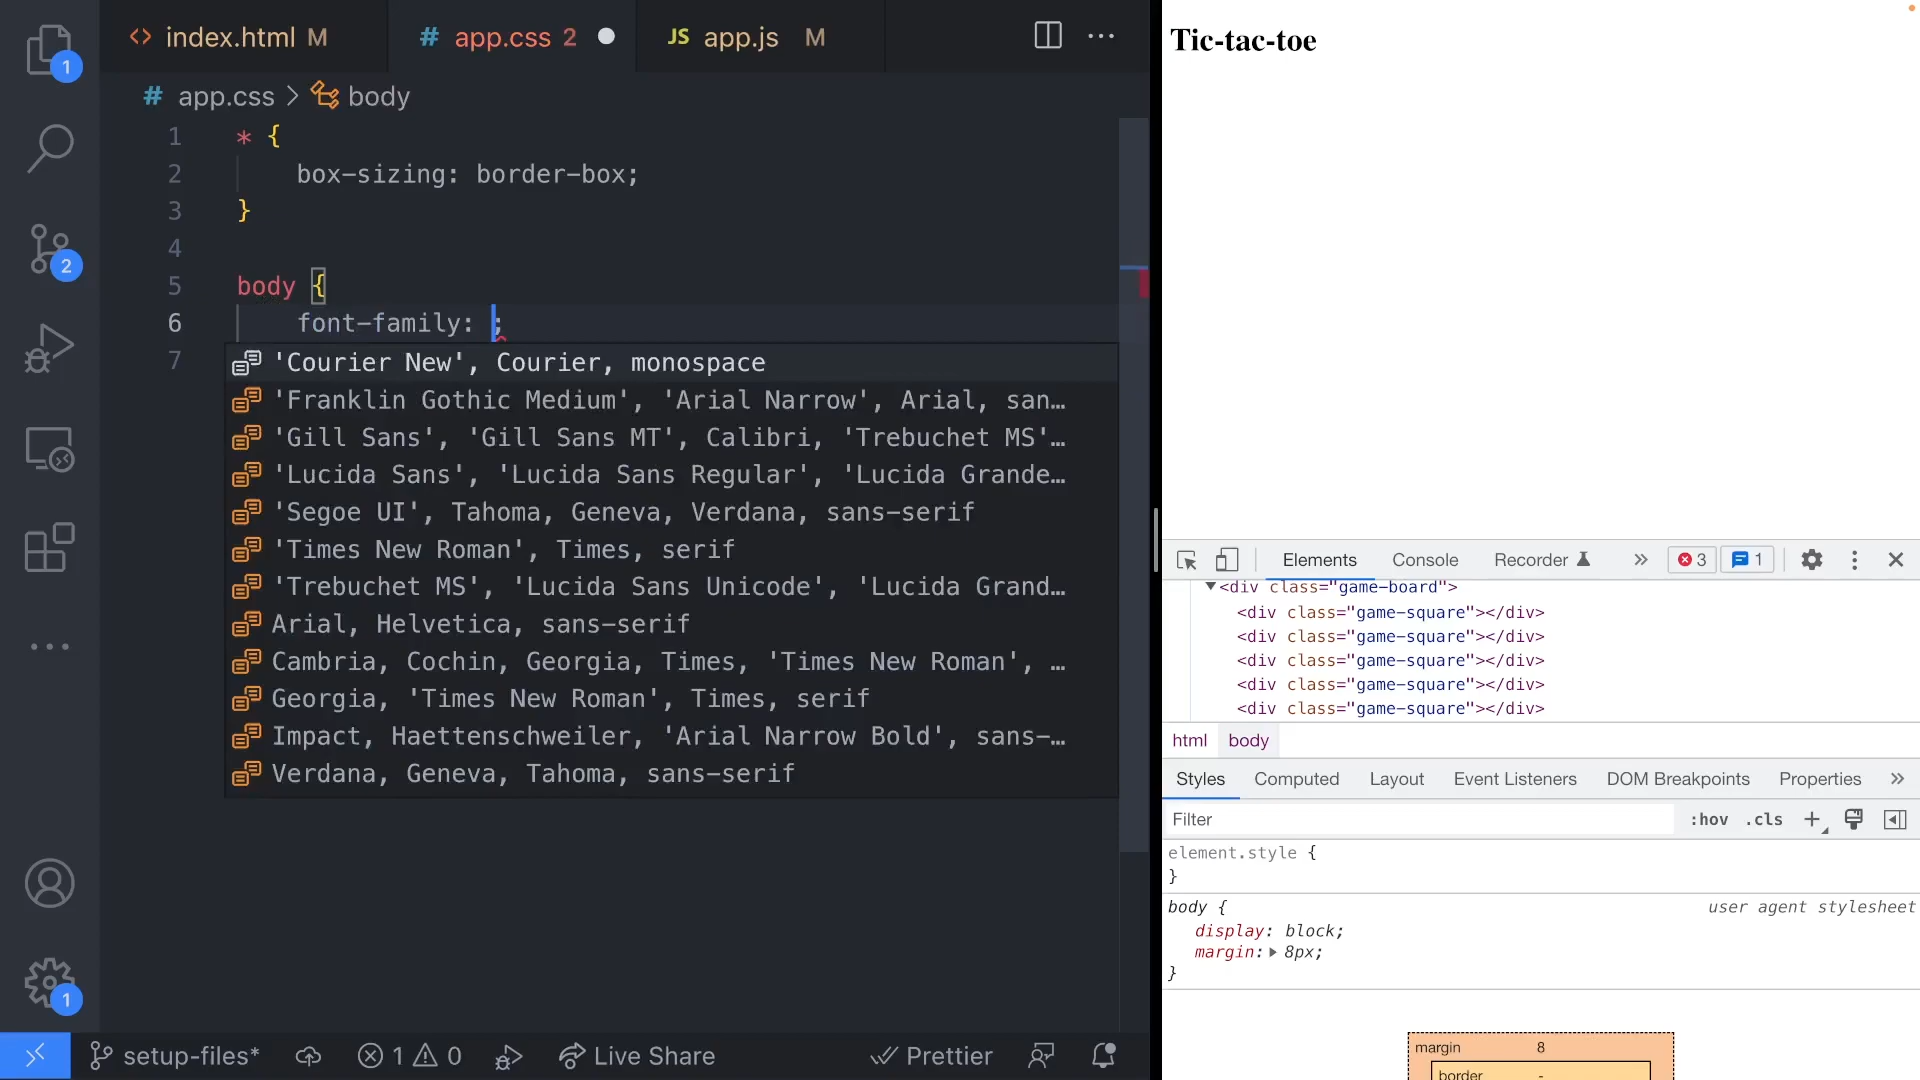 index.html M
# app.css 2
JS app.js M
# app.css > body
1 * {
2 box-sizing: border-box;
3 }
4
5 body {
6 font-family: ;
7
'Courier New', Courier, monospace
'Franklin Gothic Medium', 'Arial Narrow', Arial, san…
'Gill Sans', 'Gill Sans MT', Calibri, 'Trebuchet MS'…
'Lucida Sans', 'Lucida Sans Regular', 'Lucida Grande…
'Segoe UI', Tahoma, Geneva, Verdana, sans-serif
'Times New Roman', Times, serif
'Trebuchet MS', 'Lucida Sans Unicode', 'Lucida Grand…
Arial, Helvetica, sans-serif
Cambria, Cochin, Georgia, Times, 'Times New Roman', …
Georgia, 'Times New Roman', Times, serif
Impact, Haettenschweiler, 'Arial Narrow Bold', sans-…
Verdana, Geneva, Tahoma, sans-serif
1
2
1
setup-files* 1 0 Live Share Prettier
Tic-tac-toe
Elements Console Recorder 3 1
<div class="game-board">
<div class="game-square"></div>
<div class="game-square"></div>
<div class="game-square"></div>
<div class="game-square"></div>
<div class="game-square"></div>
html body
Styles Computed Layout Event Listeners DOM Breakpoints Properties
Filter :hov .cls
element.style {
}
body { user agent stylesheet
display: block;
margin: 8px;
}
margin 8
border -